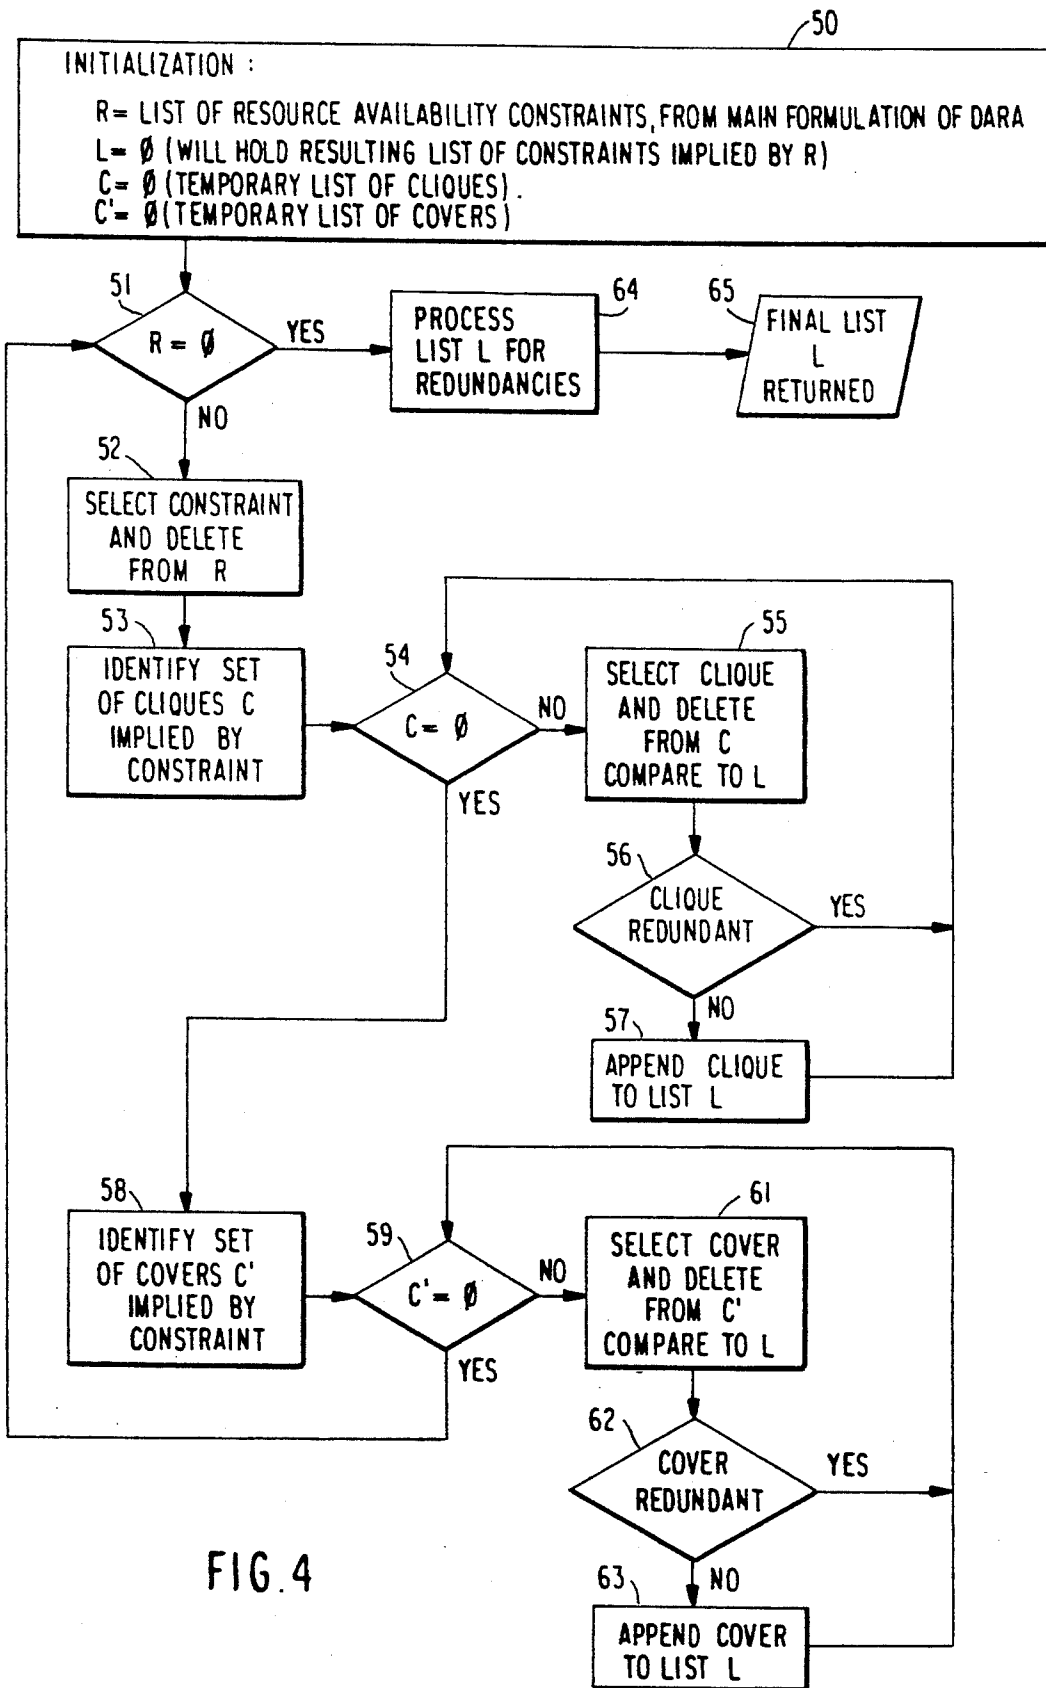 50
INITIALIZATION :
R= LIST OF RESOURCE AVAILABILITY CONSTRAINTS, FROM MAIN FORMULATION OF DARA
L= Ø (WILL HOLD RESULTING LIST OF CONSTRAINTS IMPLIED BY R)
C= Ø (TEMPORARY LIST OF CLIQUES).
C'= Ø (TEMPORARY LIST OF COVERS)
51
R = Ø
YES
NO
64
PROCESS
LIST L FOR
REDUNDANCIES
65
FINAL LIST
L
RETURNED
52
SELECT CONSTRAINT
AND DELETE
FROM R
53
IDENTIFY SET
OF CLIQUES C
IMPLIED BY
CONSTRAINT
54
C = Ø
NO
YES
55
SELECT CLIQUE
AND DELETE
FROM C
COMPARE TO L
56
CLIQUE
REDUNDANT
YES
NO
57
APPEND CLIQUE
TO LIST L
58
IDENTIFY SET
OF COVERS C'
IMPLIED BY
CONSTRAINT
59
C' = Ø
NO
YES
61
SELECT COVER
AND DELETE
FROM C'
COMPARE TO L
62
COVER
REDUNDANT
YES
NO
63
APPEND COVER
TO LIST L
FIG. 4